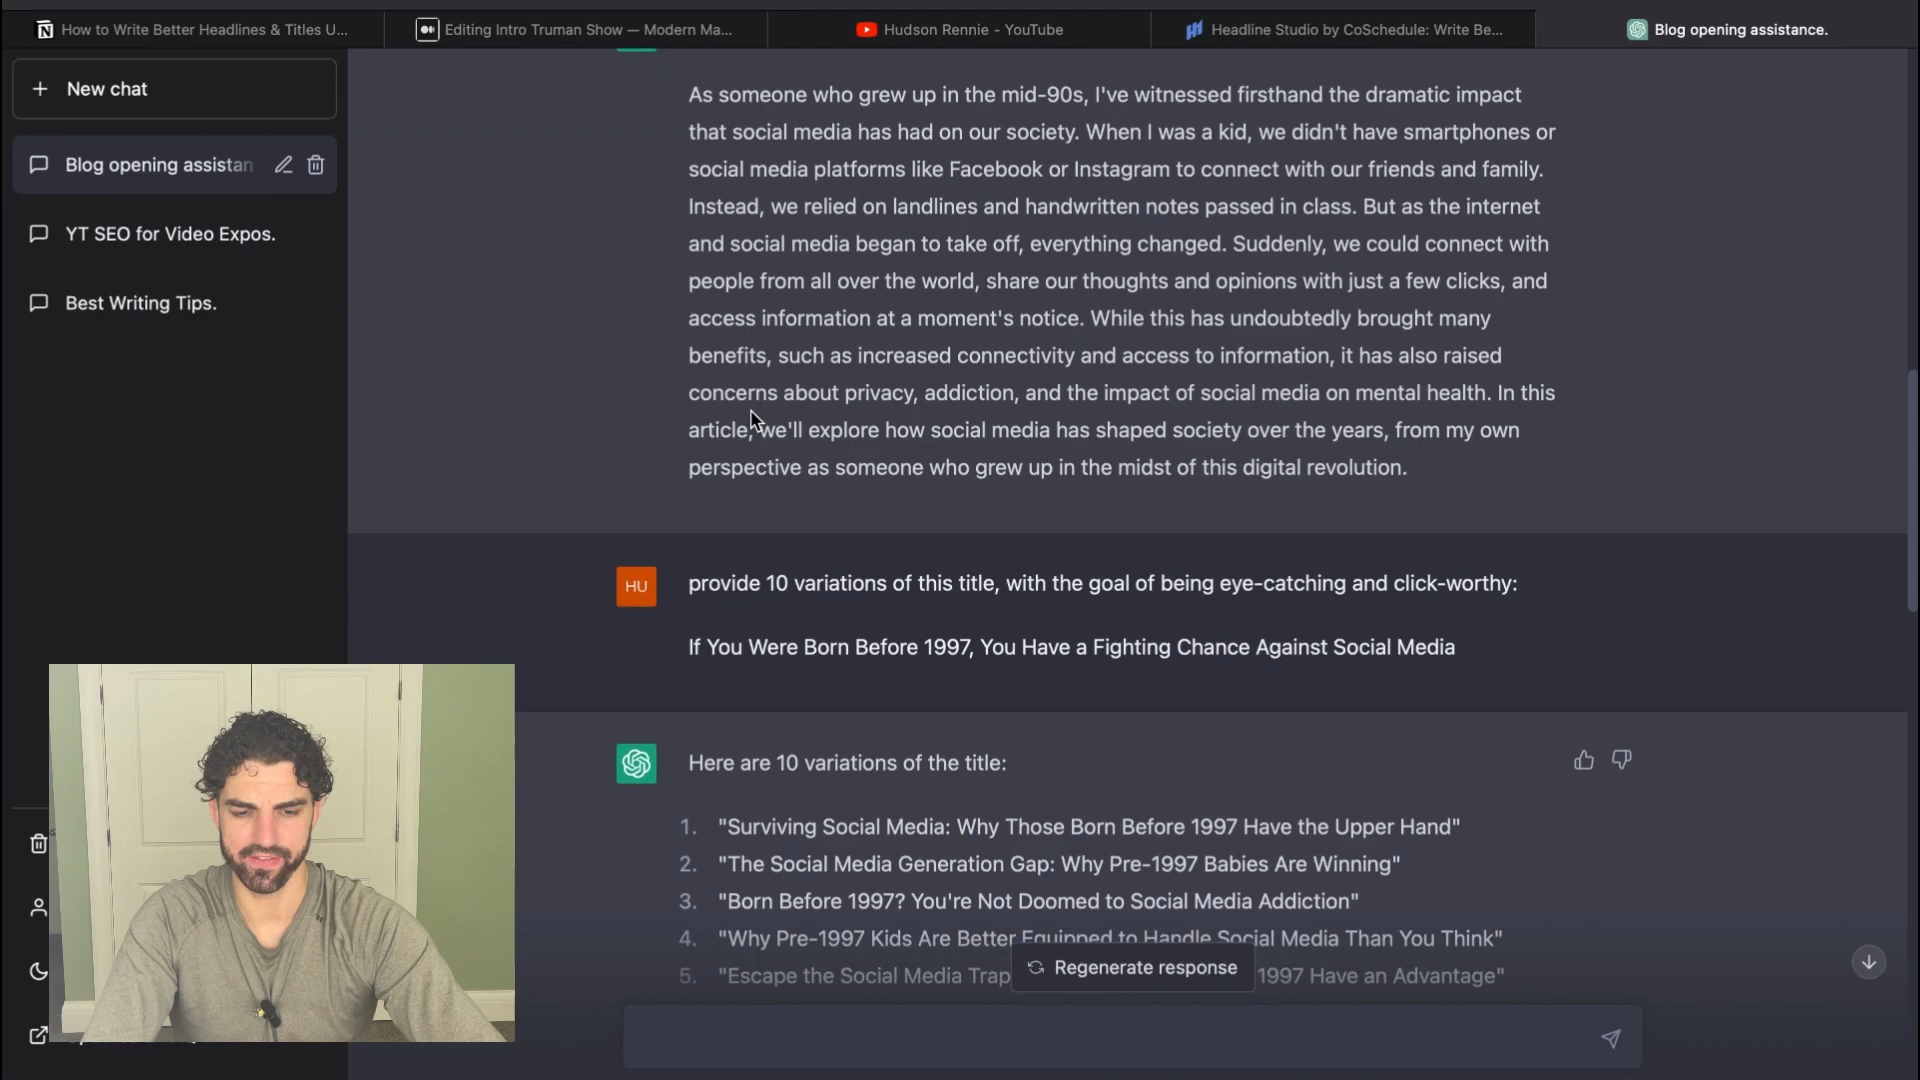 How to Write Better Headlines & Titles U...
Editing Intro Truman Show — Modern Ma...
Hudson Rennie - YouTube
Headline Studio by CoSchedule: Write Be...
Blog opening assistance.
New chat
Blog opening assistan
YT SEO for Video Expos.
Best Writing Tips.
As someone who grew up in the mid-90s, I've witnessed firsthand the dramatic impact
that social media has had on our society. When I was a kid, we didn't have smartphones or
social media platforms like Facebook or Instagram to connect with our friends and family.
Instead, we relied on landlines and handwritten notes passed in class. But as the internet
and social media began to take off, everything changed. Suddenly, we could connect with
people from all over the world, share our thoughts and opinions with just a few clicks, and
access information at a moment's notice. While this has undoubtedly brought many
benefits, such as increased connectivity and access to information, it has also raised
concerns about privacy, addiction, and the impact of social media on mental health. In this
article, we'll explore how social media has shaped society over the years, from my own
perspective as someone who grew up in the midst of this digital revolution.
HU
provide 10 variations of this title, with the goal of being eye-catching and click-worthy:
If You Were Born Before 1997, You Have a Fighting Chance Against Social Media
Here are 10 variations of the title:
1. "Surviving Social Media: Why Those Born Before 1997 Have the Upper Hand"
2. "The Social Media Generation Gap: Why Pre-1997 Babies Are Winning"
3. "Born Before 1997? You're Not Doomed to Social Media Addiction"
4. "Why Pre-1997 Kids Are Better Equipped to Handle Social Media Than You Think"
5. "Escape the Social Media Trap 1997 Have an Advantage"
Regenerate response